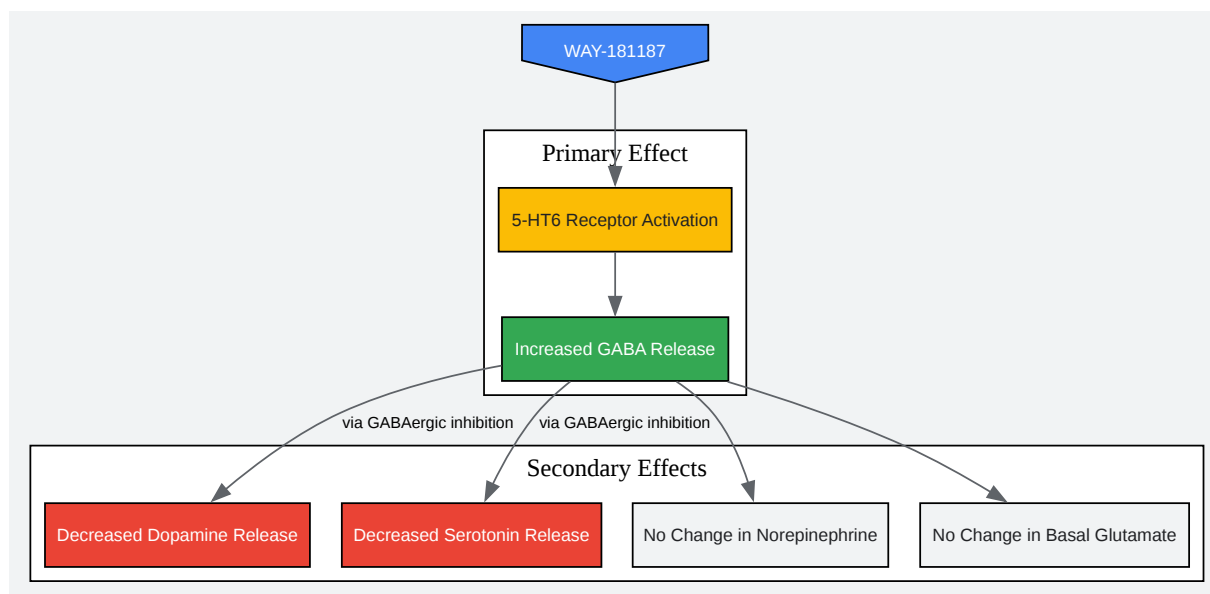 WAY-181187
Primary Effect
5-HT6 Receptor Activation
Increased GABA Release
via GABAergic inhibition
via GABAergic inhibition
Secondary Effects
Decreased Dopamine Release
Decreased Serotonin Release
No Change in Norepinephrine
No Change in Basal Glutamate